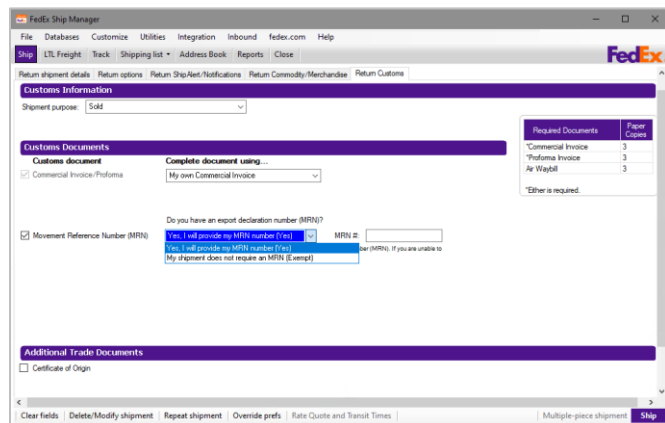 FedEx Ship Manager
File Databases Customize Utilities Integration Inbound fedex.com Help
Ship LTL Freight Track Shipping list Address Book Reports Close
FedEx
Return shipment details Return options Return ShipAlert/Notifications Return Commodity/Merchandise Return Customs
Customs Information
Shipment purpose: Sold
Required Documents Paper Copies
*Commercial Invoice 3
*Proforma Invoice 3
Air Waybill 3
*Either is required.
Customs Documents
Customs document Complete document using...
Commercial Invoice/Proforma My own Commercial Invoice
Do you have an export declaration number (MRN)?
Movement Reference Number (MRN) Yes, I will provide my MRN number (Yes) MRN #:
Yes, I will provide my MRN number (Yes) ber (MRN). If you are unable to
My shipment does not require an MRN (Exempt)
Additional Trade Documents
Certificate of Origin
Clear fields Delete/Modify shipment Repeat shipment Override prefs Rate Quote and Transit Times Multiple-piece shipment Ship